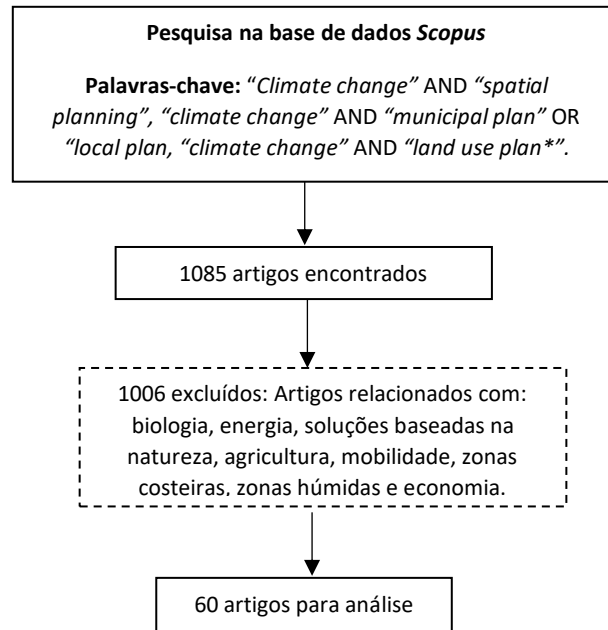 Pesquisa na base de dados Scopus
Palavras-chave: “Climate change” AND “spatial
planning”, “climate change” AND “municipal plan” OR
“local plan, “climate change” AND “land use plan*”.
1085 artigos encontrados
1006 excluídos: Artigos relacionados com:
biologia, energia, soluções baseadas na
natureza, agricultura, mobilidade, zonas
costeiras, zonas húmidas e economia.
60 artigos para análise